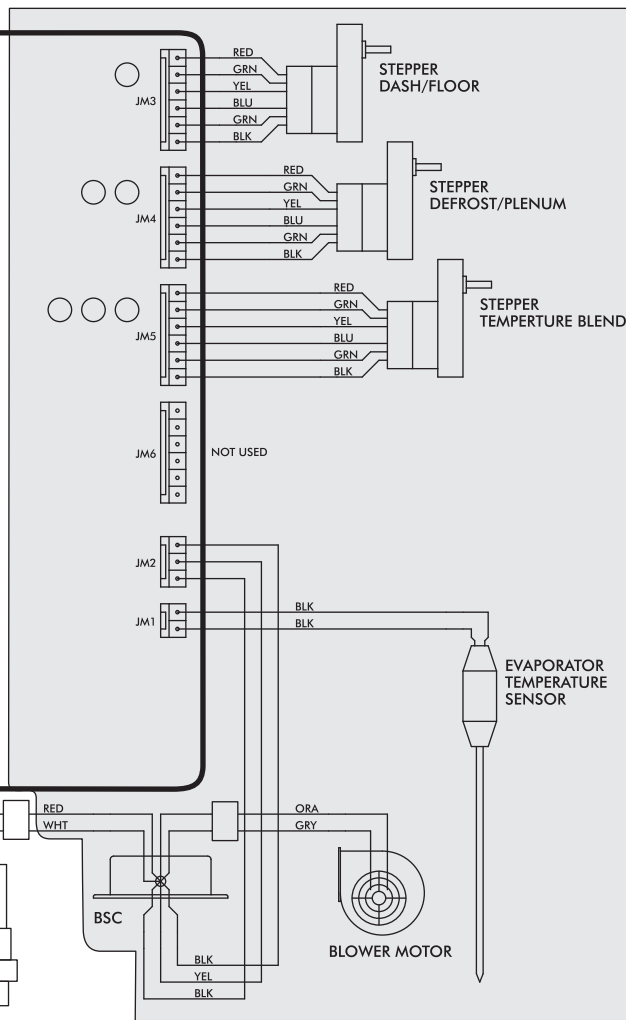 RED
GRN
YEL
BLU
GRN
BLK
JM3
STEPPER
DASH/FLOOR
RED
GRN
YEL
BLU
GRN
BLK
JM4
STEPPER
DEFROST/PLENUM
RED
GRN
YEL
BLU
GRN
BLK
JM5
STEPPER
TEMPERTURE BLEND
JM6
NOT USED
JM2
JM1
BLK
BLK
EVAPORATOR
TEMPERATURE
SENSOR
RED
WHT
ORA
GRY
BSC
BLOWER MOTOR
BLK
YEL
BLK